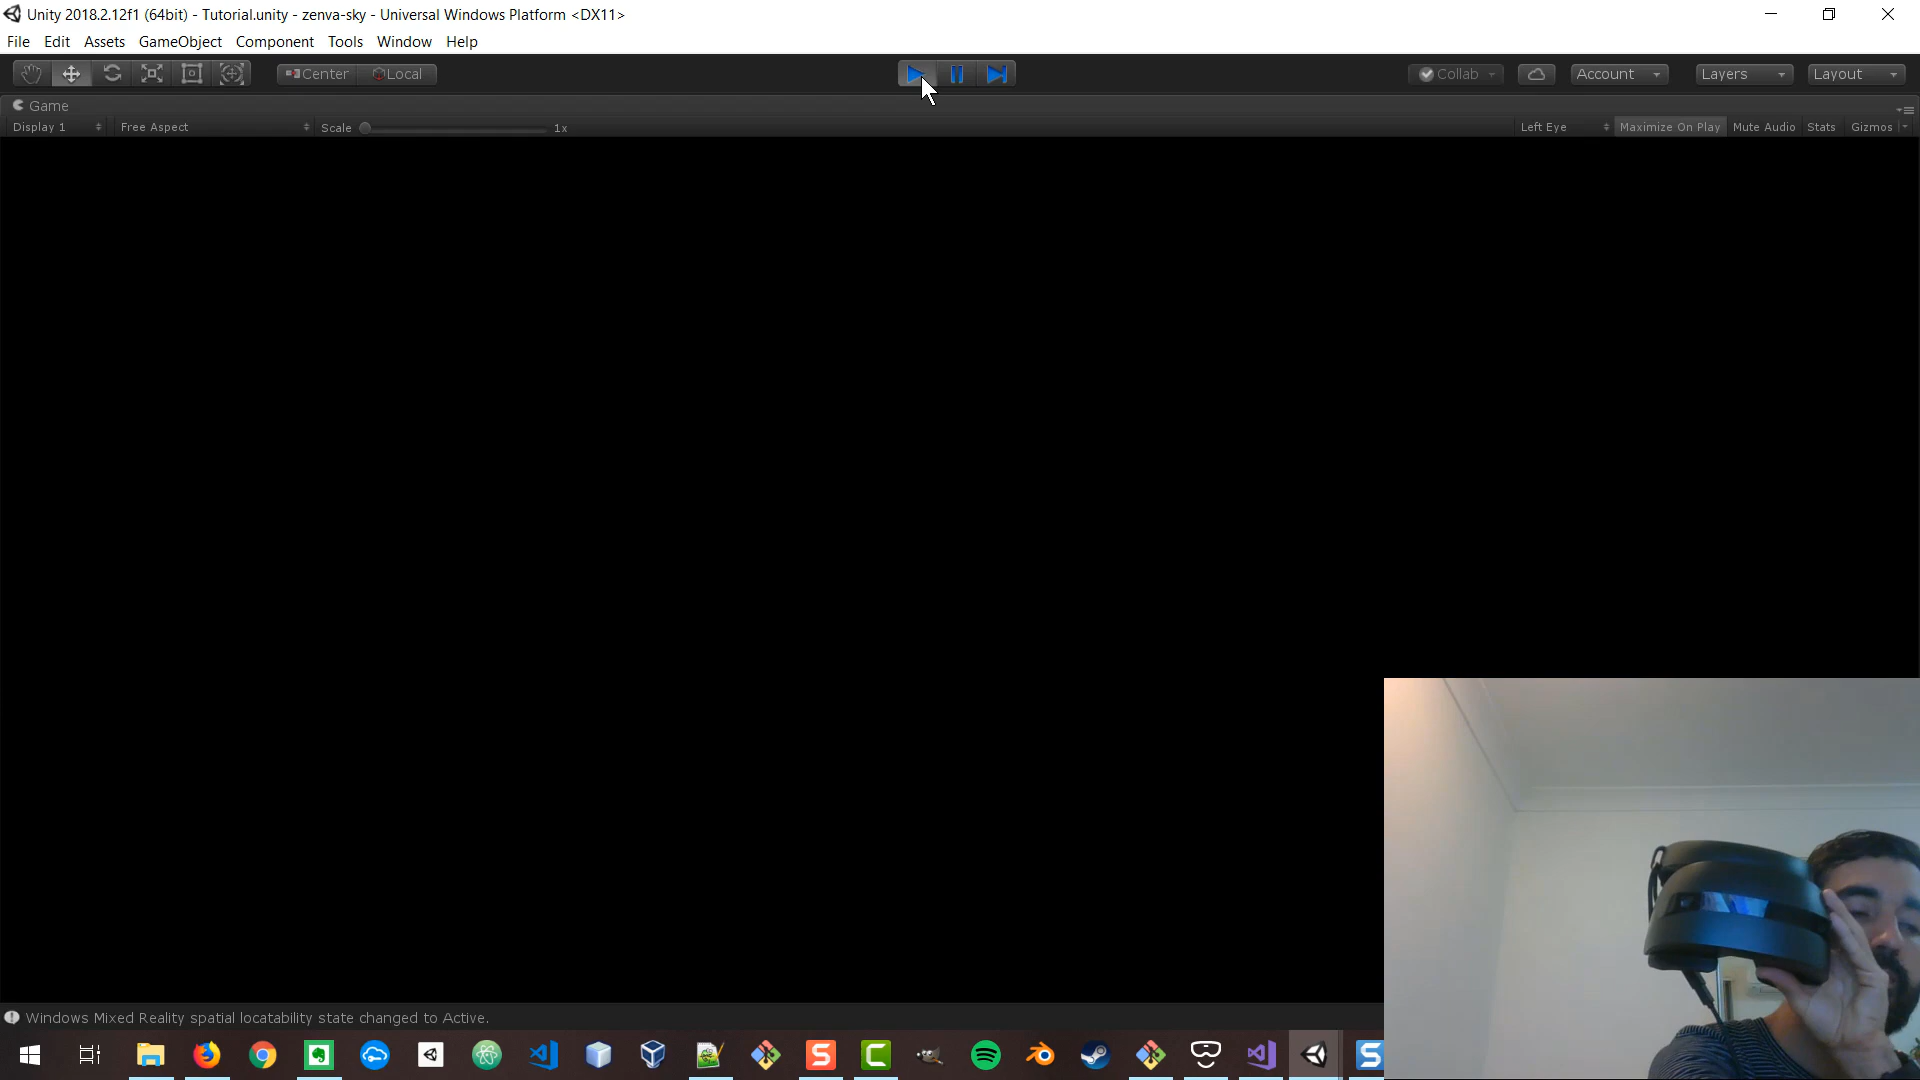 Unity 2018.2.12f1 (64bit) - Tutorial.unity - zenva-sky - Universal Windows Platform <DX11>
File Edit Assets GameObject Component Tools Window Help
Center Local Collab Account Layers Layout
Game
Display 1 Free Aspect Scale 1x Left Eye Maximize On Play Mute Audio Stats Gizmos
Windows Mixed Reality spatial locatability state changed to Active.